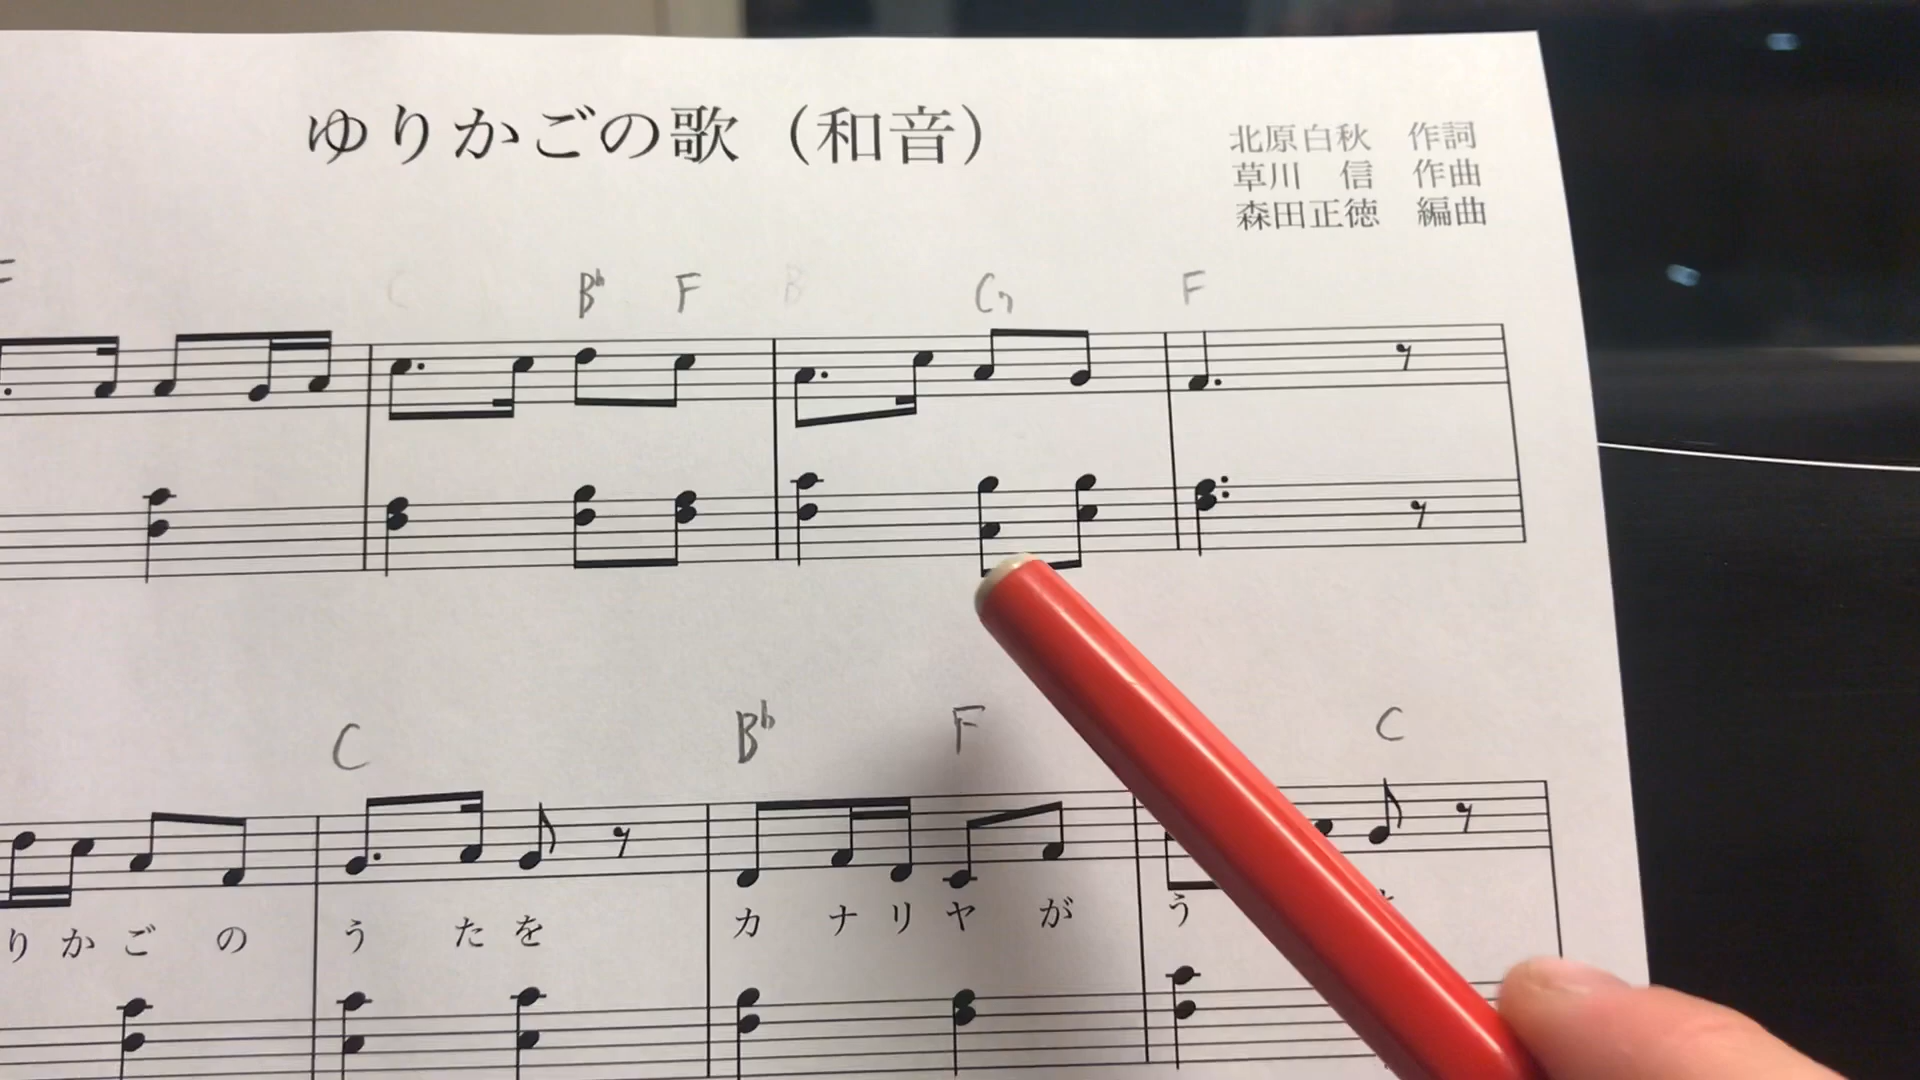 ゆりかごの歌（和音）
北原白秋 作詞
草川 信 作曲
森田正徳 編曲
F C B♭ F B C7 F
C B♭ F C
りかごの うたを カナリヤが う